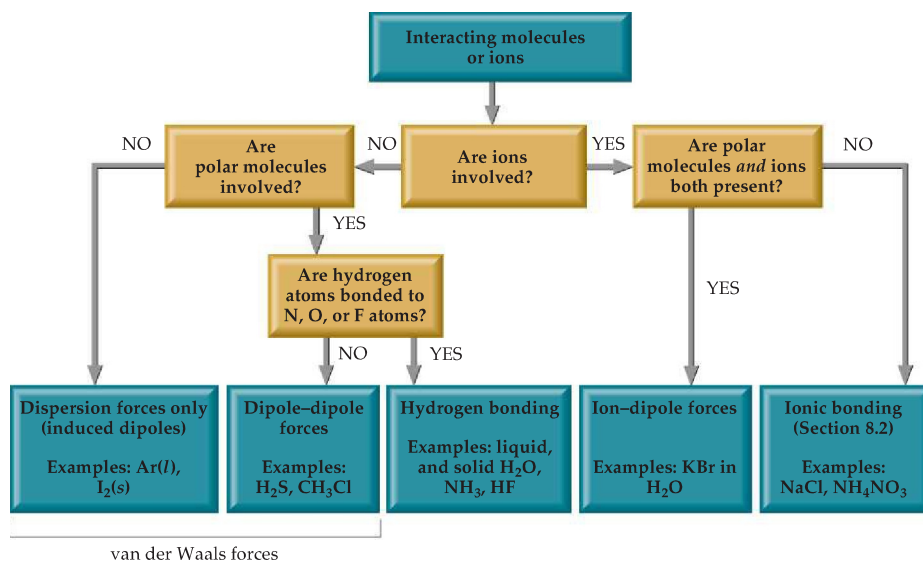 Interacting molecules
or ions
NO
Are
polar molecules
involved?
NO
Are ions
involved?
YES
Are polar
molecules and ions
both present?
NO
YES
Are hydrogen
atoms bonded to
N, O, or F atoms?
YES
NO
YES
Dispersion forces only
(induced dipoles)
Examples: Ar(l),
I₂(s)
Dipole–dipole
forces
Examples:
H₂S, CH₃Cl
Hydrogen bonding
Examples: liquid,
and solid H₂O,
NH₃, HF
Ion–dipole forces
Examples: KBr in
H₂O
Ionic bonding
(Section 8.2)
Examples:
NaCl, NH₄NO₃
van der Waals forces